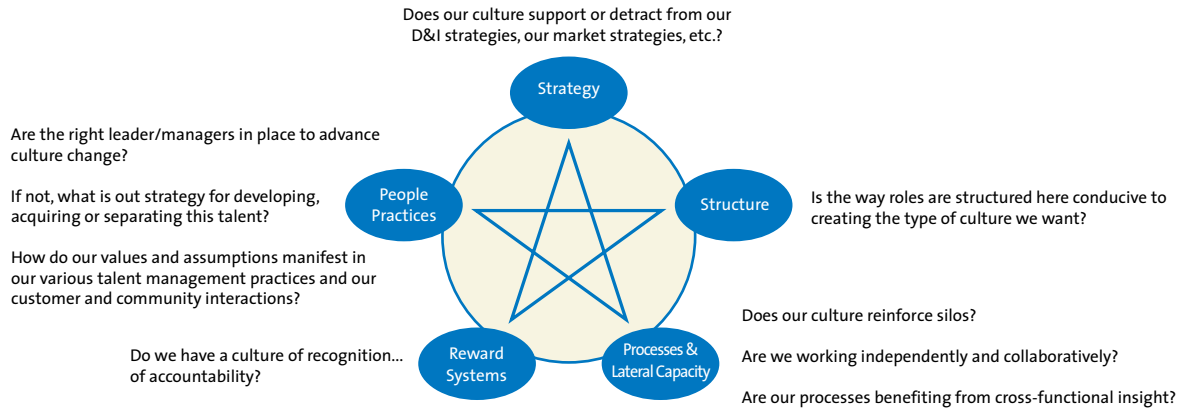 Does our culture support or detract from our
D&I strategies, our market strategies, etc.?
Strategy
Are the right leader/managers in place to advance
culture change?
If not, what is out strategy for developing,
acquiring or separating this talent?
How do our values and assumptions manifest in
our various talent management practices and our
customer and community interactions?
People
Practices
Structure
Is the way roles are structured here conducive to
creating the type of culture we want?
Do we have a culture of recognition...
of accountability?
Reward
Systems
Processes &
Lateral Capacity
Does our culture reinforce silos?
Are we working independently and collaboratively?
Are our processes benefiting from cross-functional insight?